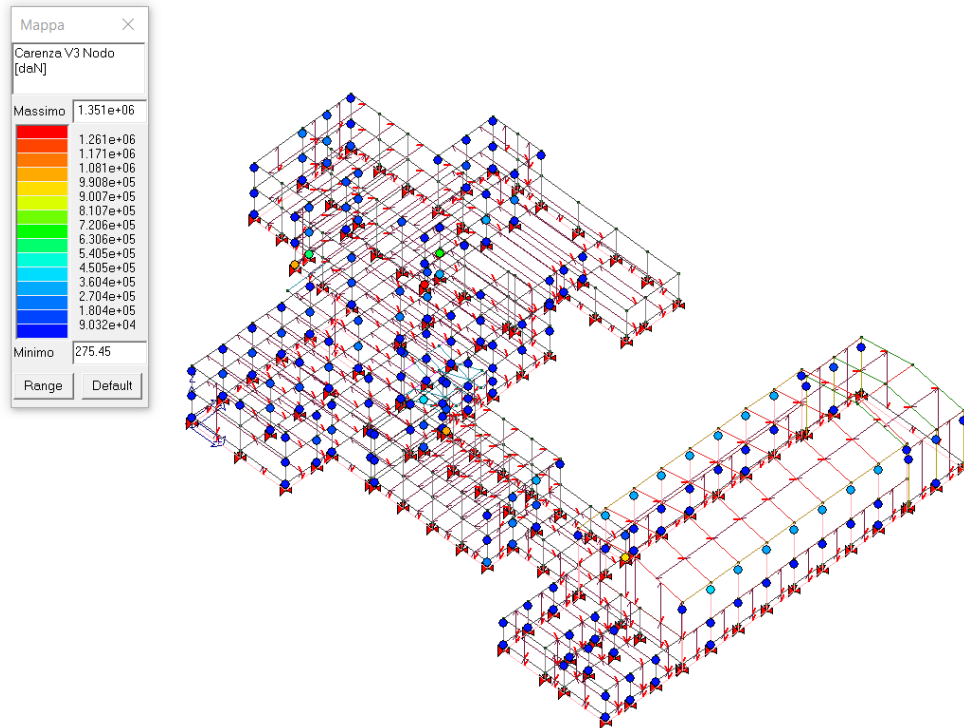 Mappa
Carenza V3 Nodo
[daN]
Massimo 1.351e+06
1.261e+06
1.171e+06
1.081e+06
9.908e+05
9.007e+05
8.107e+05
7.206e+05
6.306e+05
5.405e+05
4.505e+05
3.604e+05
2.704e+05
1.804e+05
9.032e+04
Minimo 275.45
Range Default